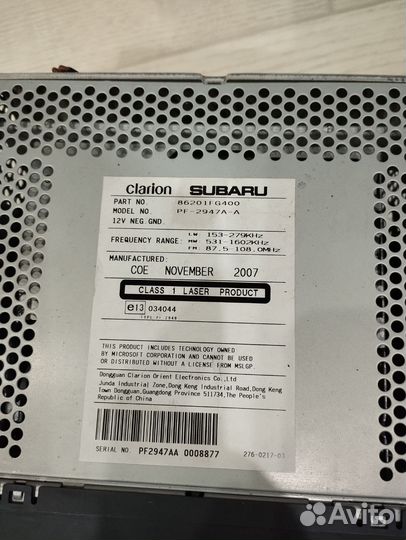 clarion SUBARU
PART NO. 86201FG400
MODEL NO. PF-2947A-A
12V NEG.GND.
FREQUENCY RANGE: LW 153-279KHz
MW 531-1602KHz
FM 87.5-108.0MHz
MANUFACTURED:
COE NOVEMBER 2007
CLASS 1 LASER PRODUCT
e13 034044
TYPE:PF-2948
THIS PRODUCT INCLUDES TECHNOLOGY OWNED
BY MICROSOFT CORPORATION AND CANNOT BE USED
OR DISTRIBUTED WITHOUT A LICENSE FROM MSLGP.
Dongguan Clarion Orient Electronics Co.,Ltd
Junda Industrial Zone,Dong Keng Industrial Road,Dong Keng
Town Dongguan,Guangdong Province 511734,The People's
Republic of China
SERIAL NO. PF2947AA 0008877
276-0217-03
Avito